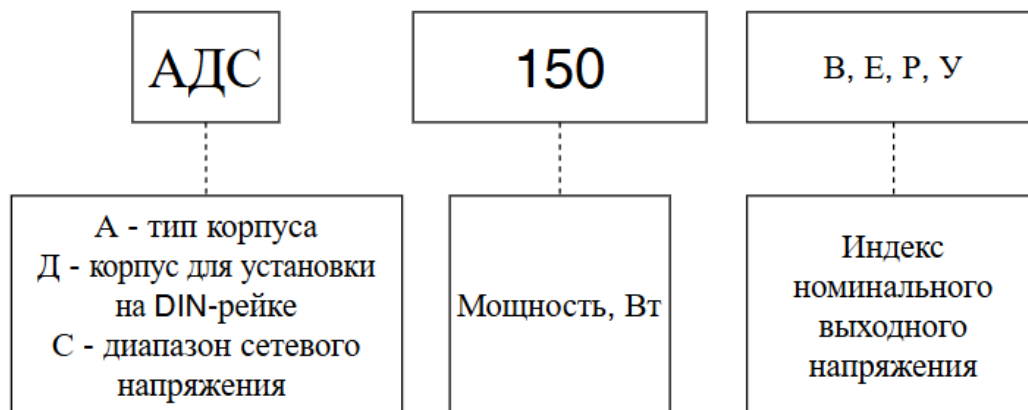 АДС
150
В, Е, Р, У
А - тип корпуса
Д - корпус для установки
на DIN-рейке
С - диапазон сетевого
напряжения
Мощность, Вт
Индекс
номинального
выходного
напряжения